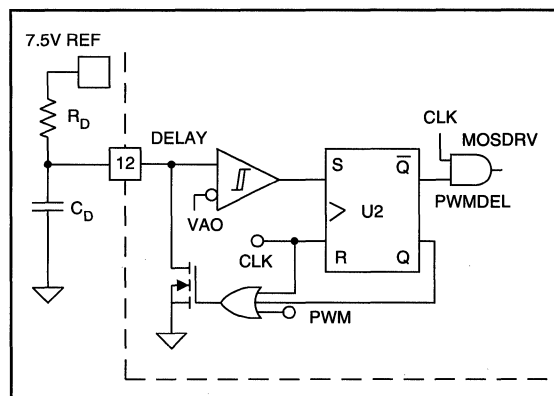 7.5V REF
R_D
C_D
12
DELAY
VAO
CLK
S
Q̅
U2
R
Q
PWM
CLK
MOSDRV
PWMDEL